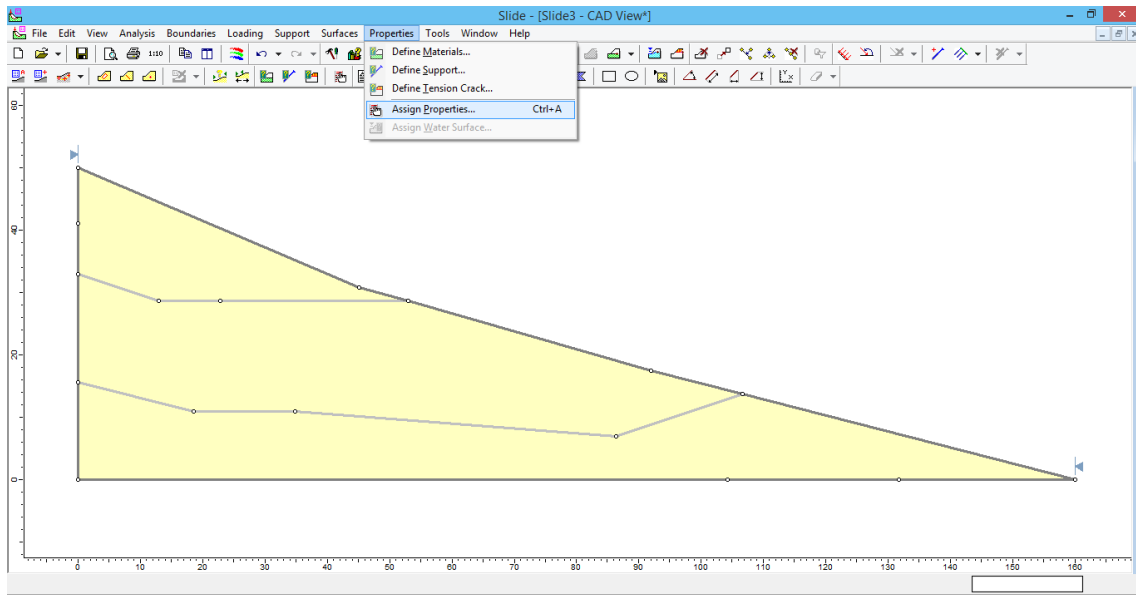 Slide - [Slide3 - CAD View*]
File Edit View Analysis Boundaries Loading Support Surfaces Properties Tools Window Help
1:10
Define Materials...
Define Support...
Define Tension Crack...
Assign Properties... Ctrl+A
Assign Water Surface...
60
40
20
0
0 10 20 30 40 50 60 70 80 90 100 110 120 130 140 150 160